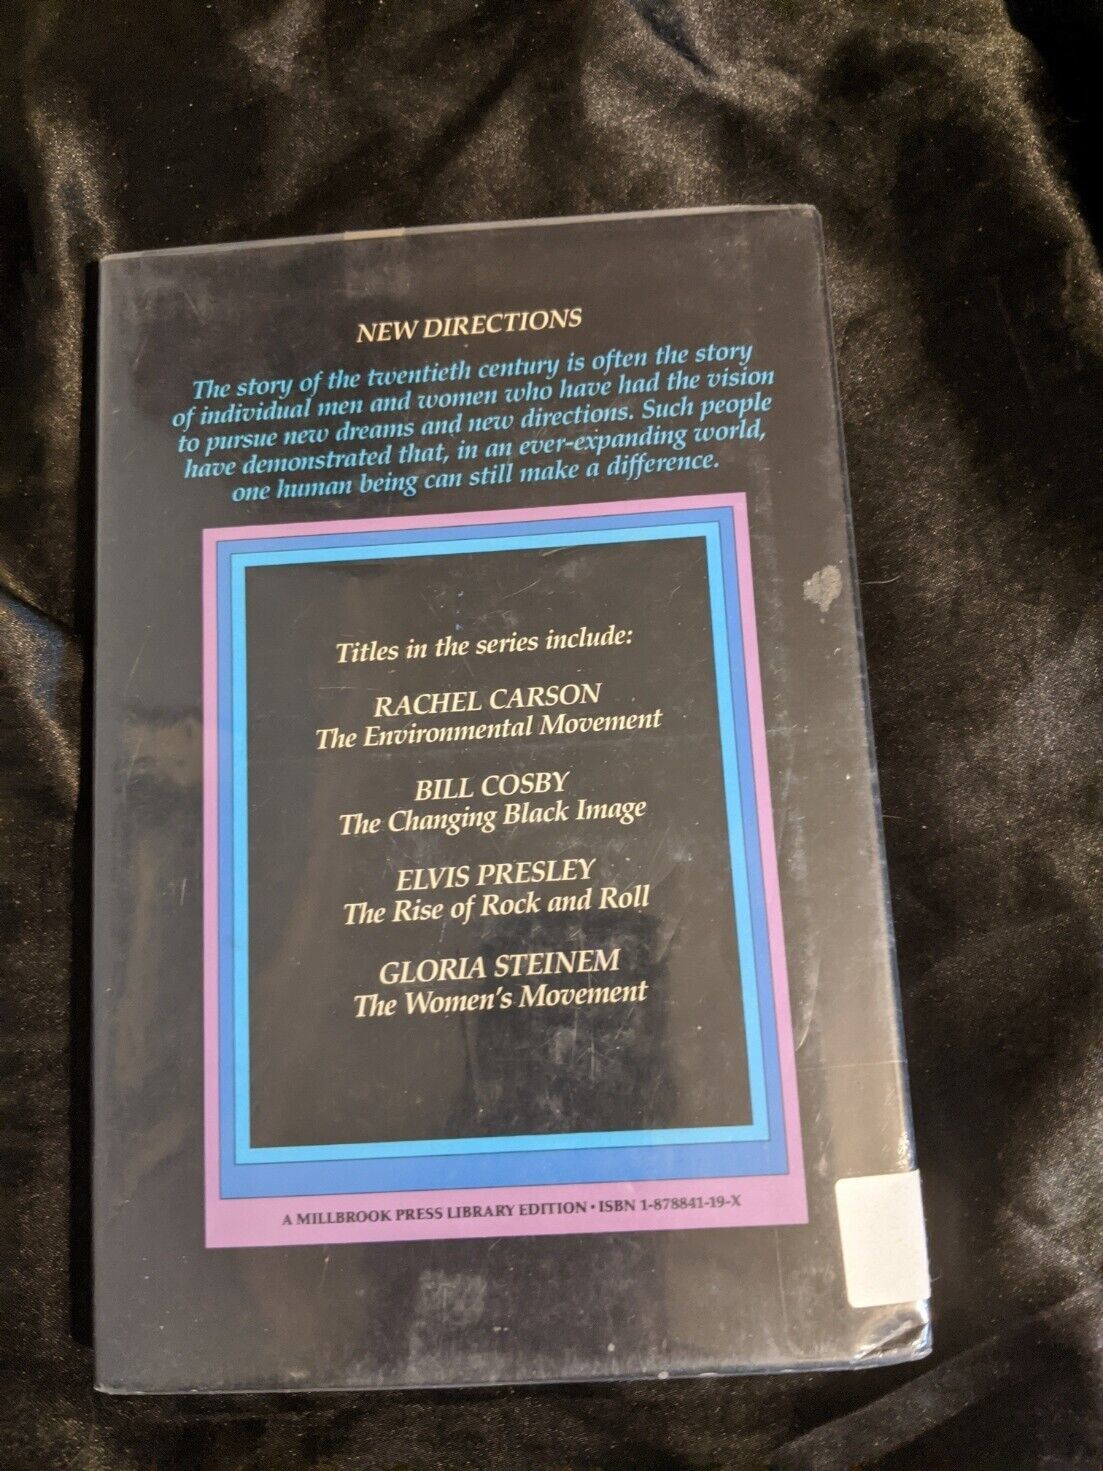 NEW DIRECTIONS
The story of the twentieth century is often the story
of individual men and women who have had the vision
to pursue new dreams and new directions. Such people
have demonstrated that, in an ever-expanding world,
one human being can still make a difference.
Titles in the series include:
RACHEL CARSON
The Environmental Movement
BILL COSBY
The Changing Black Image
ELVIS PRESLEY
The Rise of Rock and Roll
GLORIA STEINEM
The Women's Movement
A MILLBROOK PRESS LIBRARY EDITION • ISBN 1-878841-19-X